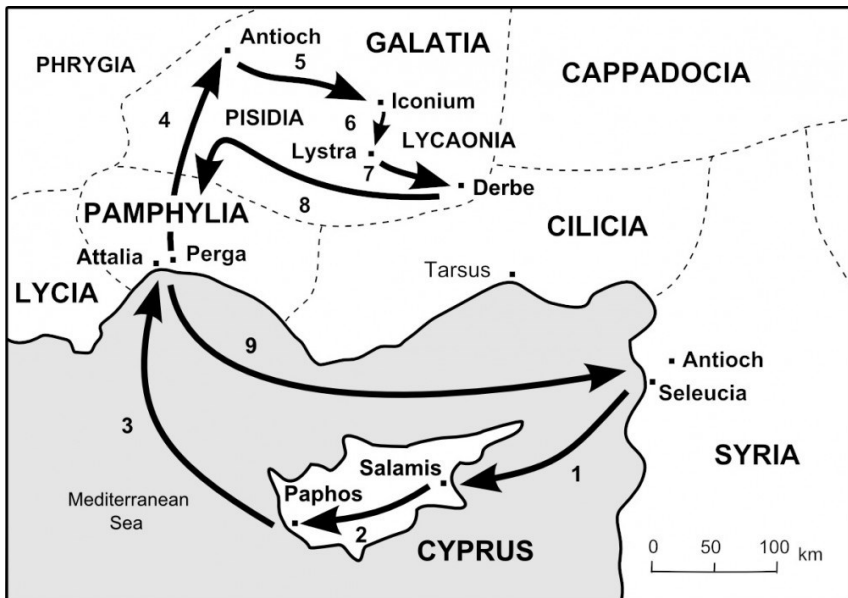 Antioch
GALATIA
5
PHRYGIA
CAPPADOCIA
Iconium
4
PISIDIA
6
LYCAONIA
Lystra
7
Derbe
8
PAMPHYLIA
CILICIA
Attalia
Perga
Tarsus
LYCIA
9
Antioch
Seleucia
3
SYRIA
Salamis
1
Paphos
Mediterranean
Sea
2
CYPRUS
0 50 100 km